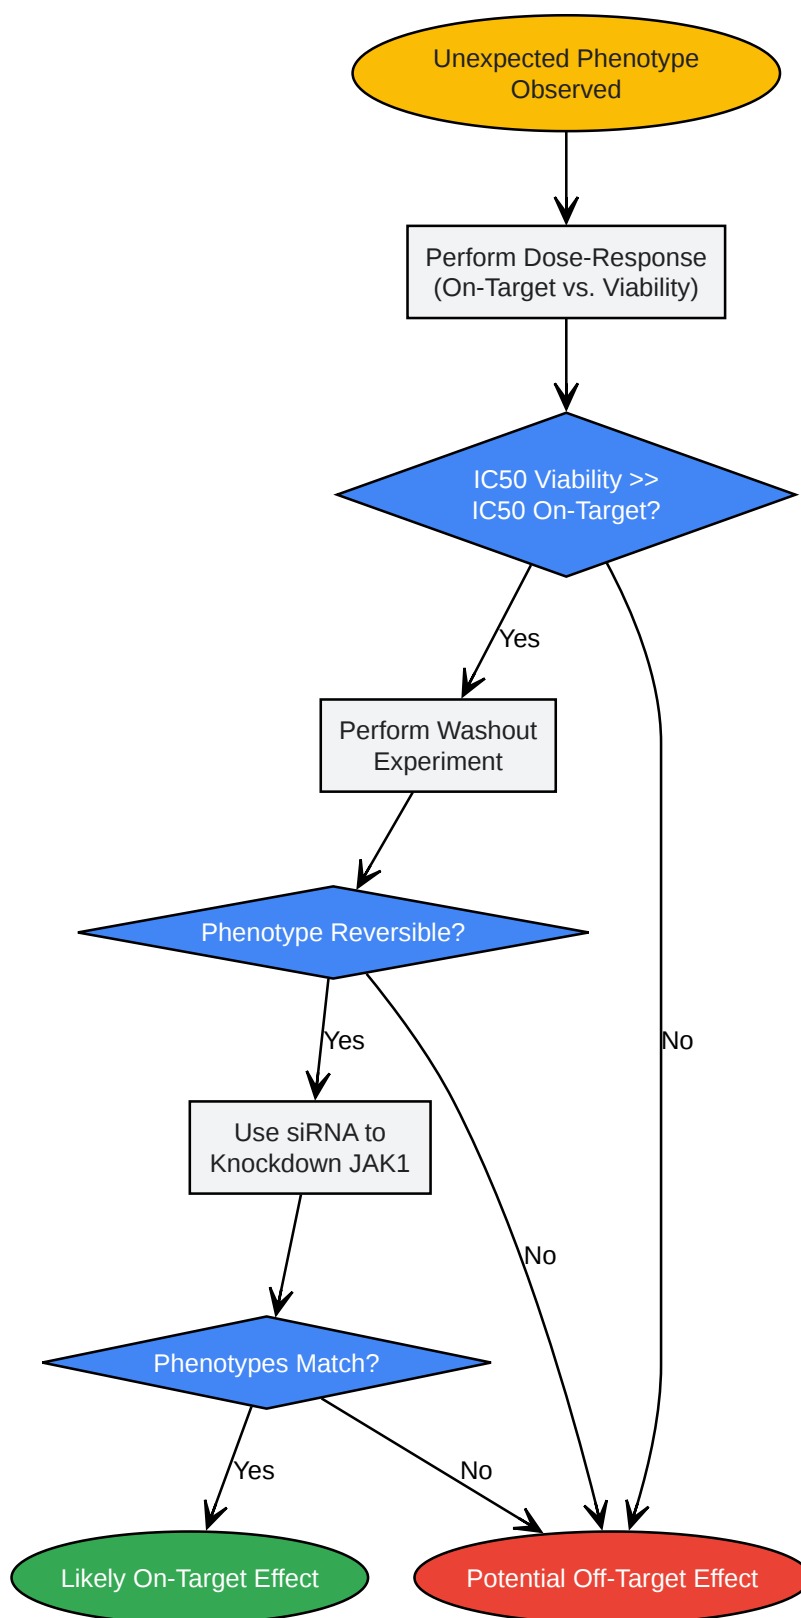 Unexpected Phenotype
Observed
Perform Dose-Response
(On-Target vs. Viability)
IC50 Viability >>
IC50 On-Target?
Yes
Perform Washout
Experiment
Phenotype Reversible?
Yes
No
Use siRNA to
Knockdown JAK1
No
Phenotypes Match?
Yes
No
Likely On-Target Effect
Potential Off-Target Effect